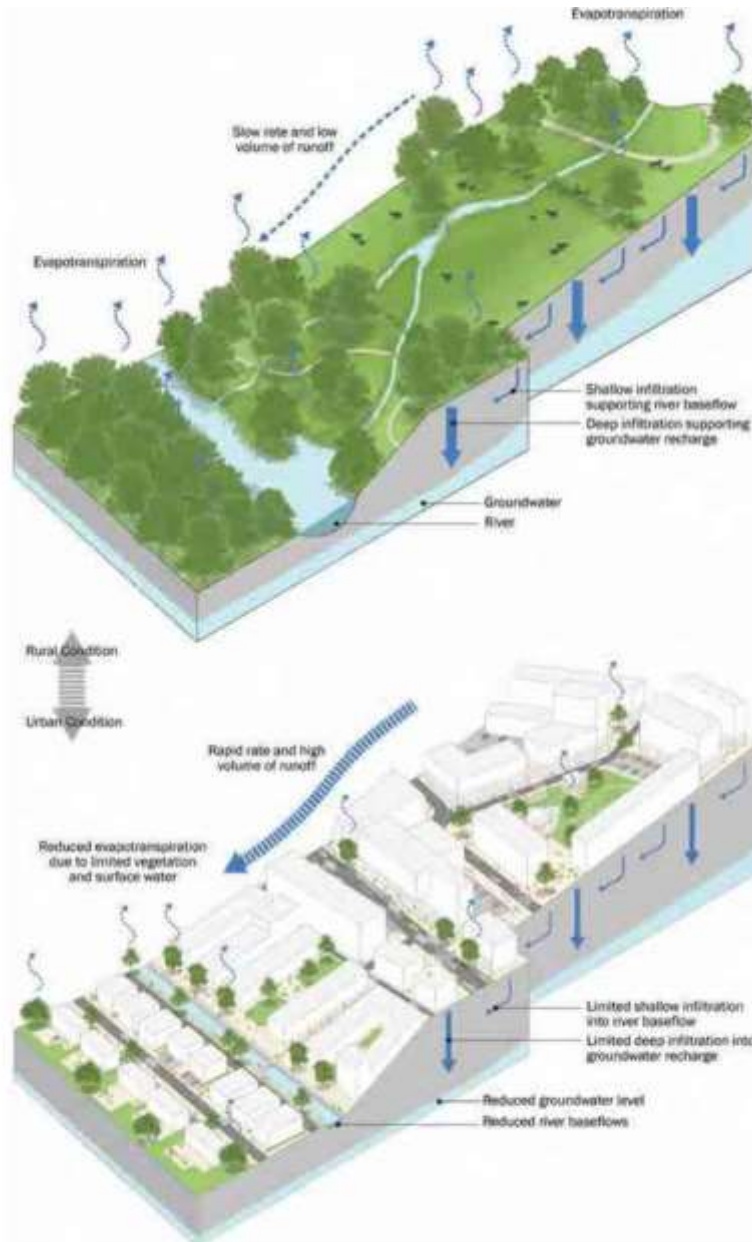 Evapotranspiration
Slow rate and low
volume of runoff
Evapotranspiration
Shallow infiltration
supporting river baseflow
Deep infiltration supporting
groundwater recharge
Groundwater
River
Rural Condition
Urban Condition
Rapid rate and high
volume of runoff
Reduced evapotranspiration
due to limited vegetation
and surface water
Limited shallow infiltration
into river baseflow
Limited deep infiltration into
groundwater recharge
Reduced groundwater level
Reduced river baseflows